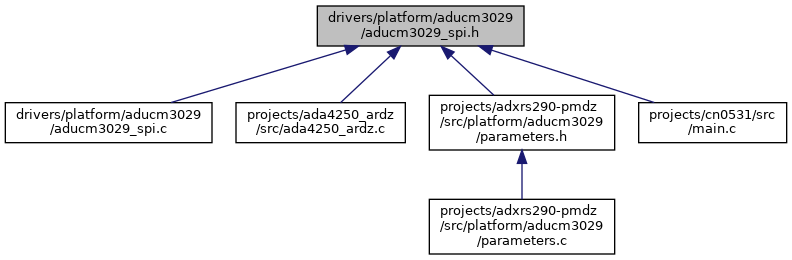 drivers/platform/aducm3029
/aducm3029_spi.h
drivers/platform/aducm3029
/aducm3029_spi.c
projects/ada4250_ardz
/src/ada4250_ardz.c
projects/adxrs290-pmdz
/src/platform/aducm3029
/parameters.h
projects/cn0531/src
/main.c
projects/adxrs290-pmdz
/src/platform/aducm3029
/parameters.c